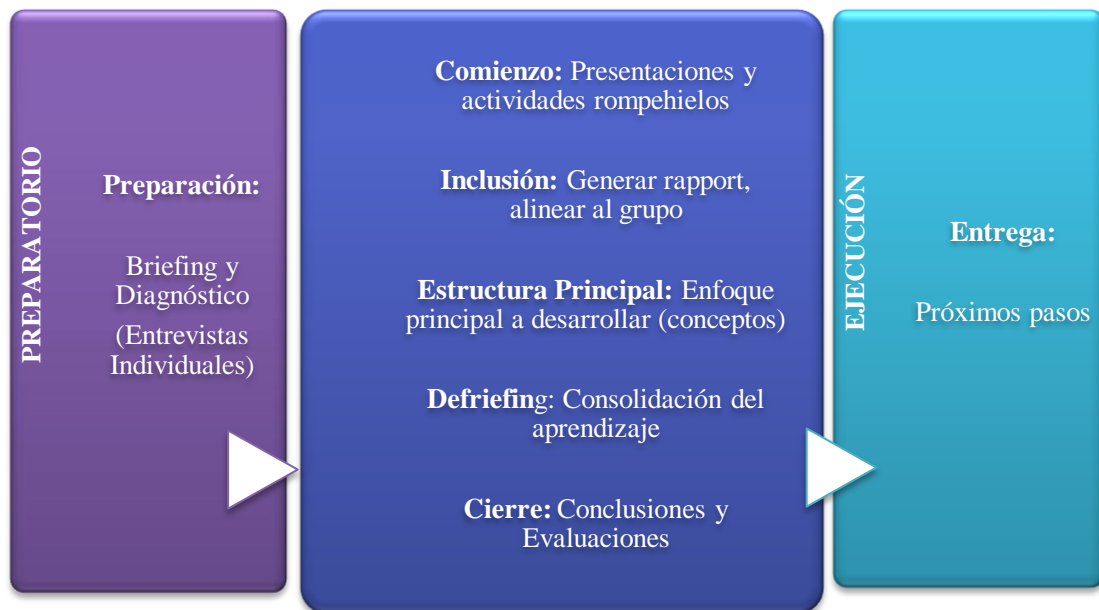 PREPARATORIO
Preparación:
Briefing y
Diagnóstico
(Entrevistas
Individuales)
Comienzo: Presentaciones y
actividades rompehielos
Inclusión: Generar rapport,
alinear al grupo
Estructura Principal: Enfoque
principal a desarrollar (conceptos)
Defriefing: Consolidación del
aprendizaje
Cierre: Conclusiones y
Evaluaciones
EJECUCIÓN
Entrega:
Próximos pasos